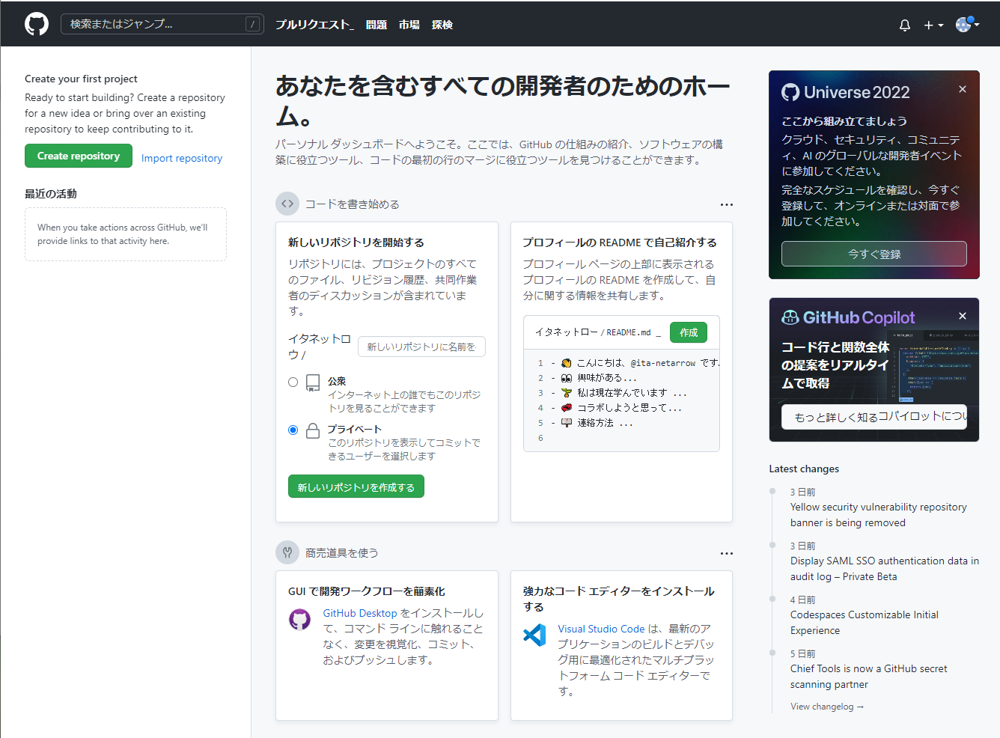 検索またはジャンプ...
/
プルリクエスト_ 問題 市場 探検
Create your first project
Ready to start building? Create a repository
for a new idea or bring over an existing
repository to keep contributing to it.
Create repository
Import repository
最近の活動
When you take actions across GitHub, we'll
provide links to that activity here.
あなたを含むすべての開発者のためのホー
ム。
パーソナル ダッシュボードへようこそ。ここでは、GitHub の仕組みの紹介、ソフトウェアの構
築に役立つツール、コードの最初の行のマージに役立つツールを見つけることができます。
コードを書き始める
新しいリポジトリを開始する
リポジトリには、プロジェクトのすべて
のファイル、リビジョン履歴、共同作業
者のディスカッションが含まれていま
す。
イタネットロ
ウ /
新しいリポジトリに名前を
公衆
インターネット上の誰でもこのリポジ
トリを見ることができます
プライベート
このリポジトリを表示してコミットで
きるユーザーを選択します
新しいリポジトリを作成する
プロフィールの README で自己紹介する
プロフィール ページの上部に表示される
プロフィールの README を作成して、自
分に関する情報を共有します。
イタネットロー / README.md _
作成
1 - 👋 こんにちは、@ita-netarrow です.
2 - 👀 興味がある...
3 - 🌱 私は現在学んでいます ...
4 - 💞️ コラボしようと思って...
5 - 📫 連絡方法 ...
6
商売道具を使う
GUI で開発ワークフローを簡素化
GitHub Desktop をインストールし
て、コマンド ラインに触れること
なく、変更を視覚化、コミット、
およびプッシュします。
強力なコード エディターをインストール
する
Visual Studio Code は、最新のア
プリケーションのビルドとデバッ
グ用に最適化されたマルチプラッ
トフォーム コード エディターで
す。
Universe 2022
ここから組み立てましょう
クラウド、セキュリティ、コミュニテ
ィ、AI のグローバルな開発者イベント
に参加してください。
完全なスケジュールを確認し、今すぐ
登録して、オンラインまたは対面で参
加してください。
今すぐ登録
GitHub Copilot
コード行と関数全体
の提案をリアルタイ
ムで取得
もっと詳しく知るコパイロットについ
Latest changes
3 日前
Yellow security vulnerability repository
banner is being removed
3 日前
Display SAML SSO authentication data in
audit log – Private Beta
4 日前
Codespaces Customizable Initial
Experience
5 日前
Chief Tools is now a GitHub secret
scanning partner
View changelog →